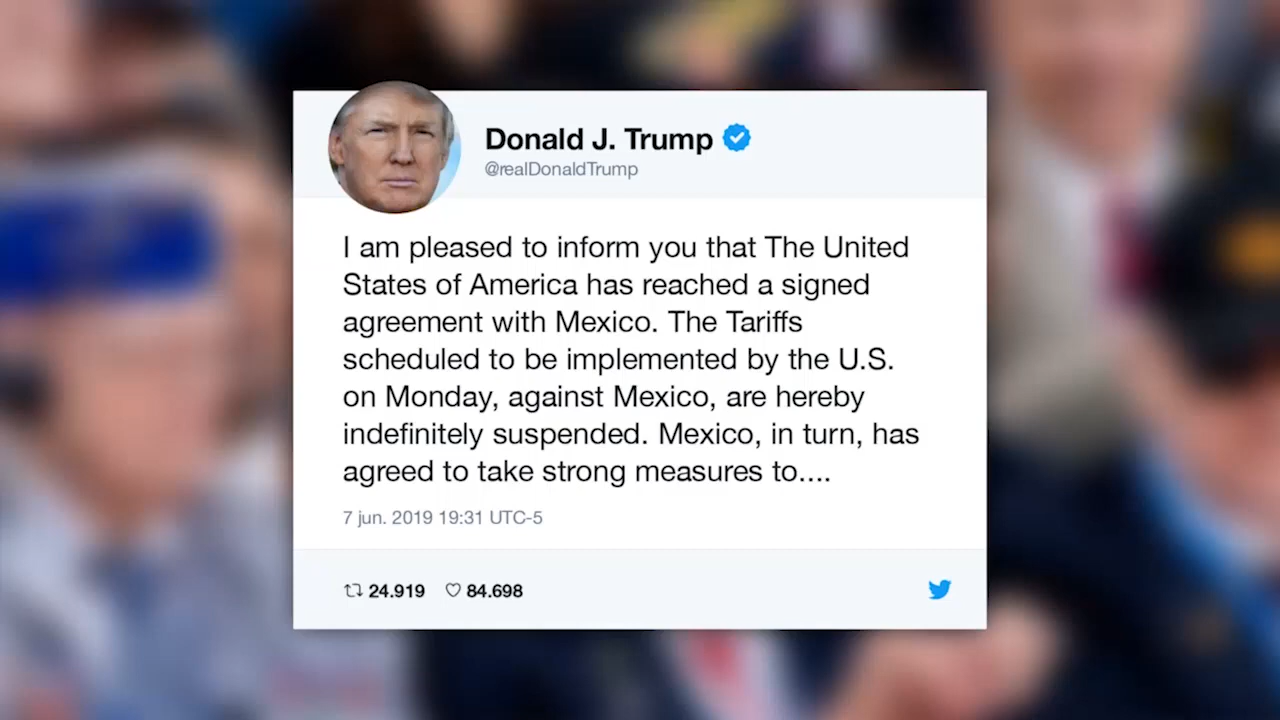 Donald J. Trump
@realDonaldTrump
I am pleased to inform you that The United
States of America has reached a signed
agreement with Mexico. The Tariffs
scheduled to be implemented by the U.S.
on Monday, against Mexico, are hereby
indefinitely suspended. Mexico, in turn, has
agreed to take strong measures to....
7 jun. 2019 19:31 UTC-5
24.919 84.698